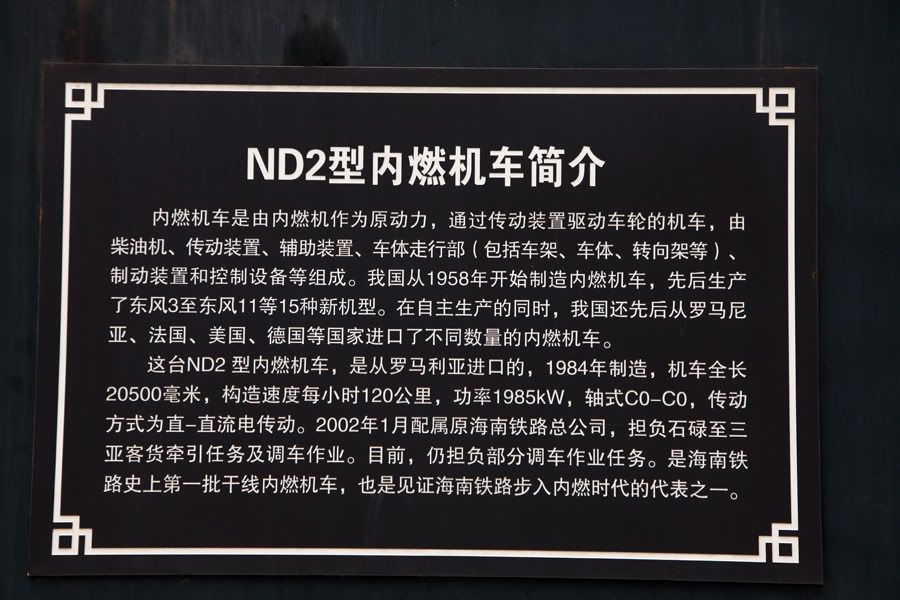 ND2型内燃机车简介
内燃机车是由内燃机作为原动力，通过传动装置驱动车轮的机车，由
柴油机、传动装置、辅助装置、车体走行部（包括车架、车体、转向架等）、
制动装置和控制设备等组成。我国从1958年开始制造内燃机车，先后生产
了东风3至东风11等15种新机型。在自主生产的同时，我国还先后从罗马尼
亚、法国、美国、德国等国家进口了不同数量的内燃机车。
这台ND2 型内燃机车，是从罗马利亚进口的，1984年制造，机车全长
20500毫米，构造速度每小时120公里，功率1985kW，轴式C0-C0，传动
方式为直-直流电传动。2002年1月配属原海南铁路总公司，担负石碌至三
亚客货牵引任务及调车作业。目前，仍担负部分调车作业任务。是海南铁
路史上第一批干线内燃机车，也是见证海南铁路步入内燃时代的代表之一。